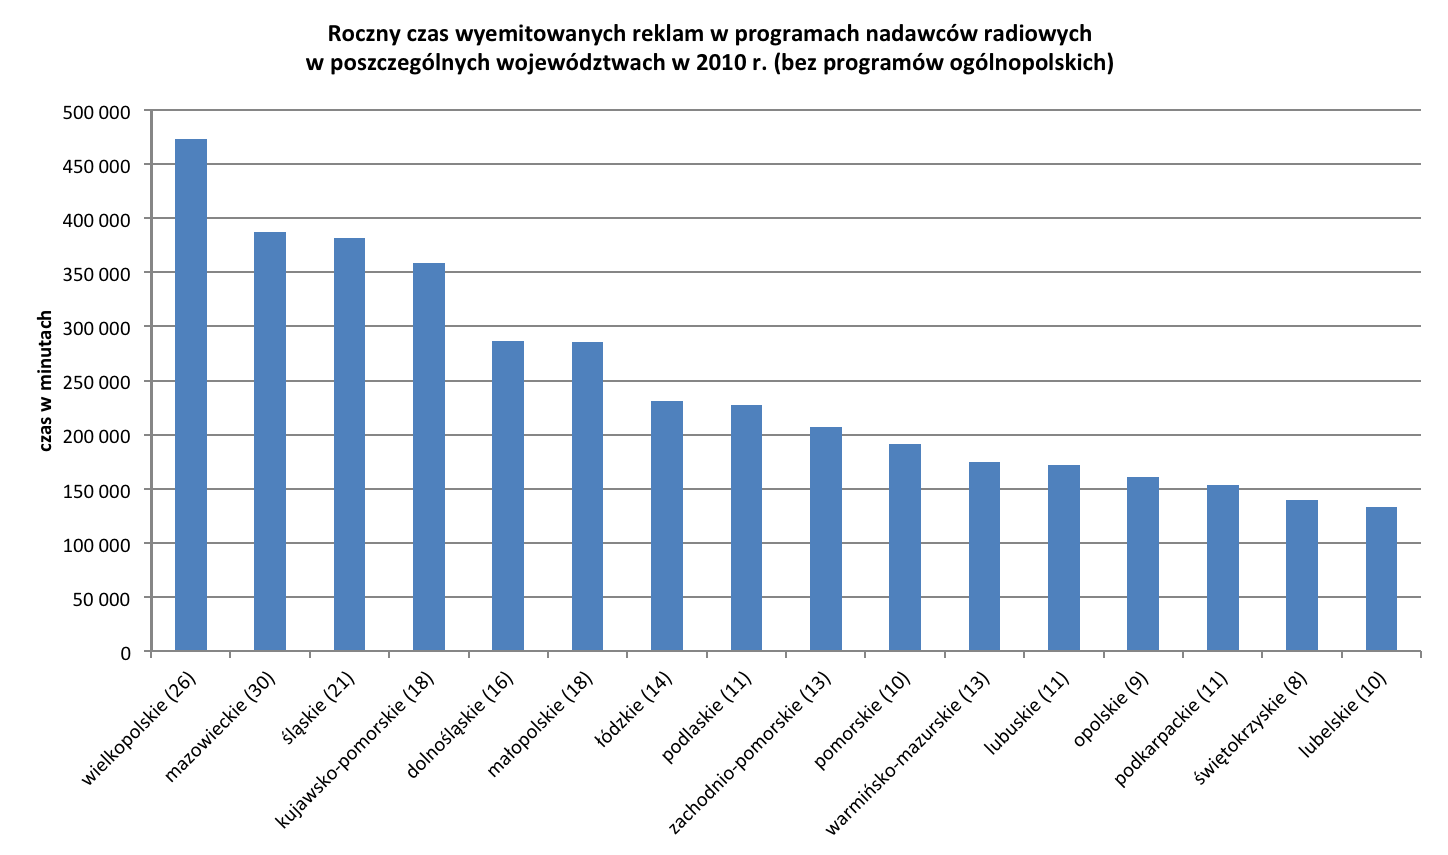 Roczny czas wyemitowanych reklam w programach nadawców radiowych
w poszczególnych województwach w 2010 r. (bez programów ogólnopolskich)
500 000
450 000
400 000
350 000
300 000
250 000
200 000
150 000
100 000
50 000
0
czas w minutach
wielkopolskie (26)
mazowieckie (30)
śląskie (21)
kujawsko-pomorskie (18)
dolnośląskie (16)
małopolskie (18)
łódzkie (14)
podlaskie (11)
zachodnio-pomorskie (13)
pomorskie (10)
warmińsko-mazurskie (13)
lubuskie (11)
opolskie (9)
podkarpackie (11)
świętokrzyskie (8)
lubelskie (10)